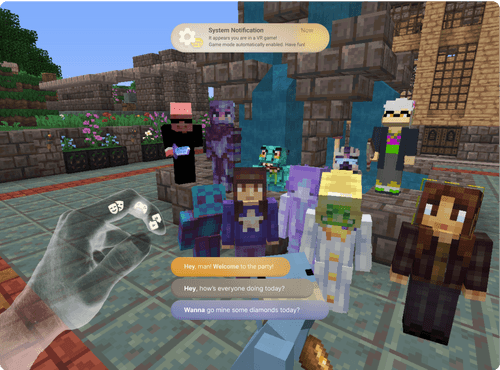 System Notification
Now
It appears you are in a VR game!
Game mode automatically enabled. Have fun!
Hey, man! Welcome to the party!
Hey, how's everyone doing today?
Wanna go mine some diamonds today?